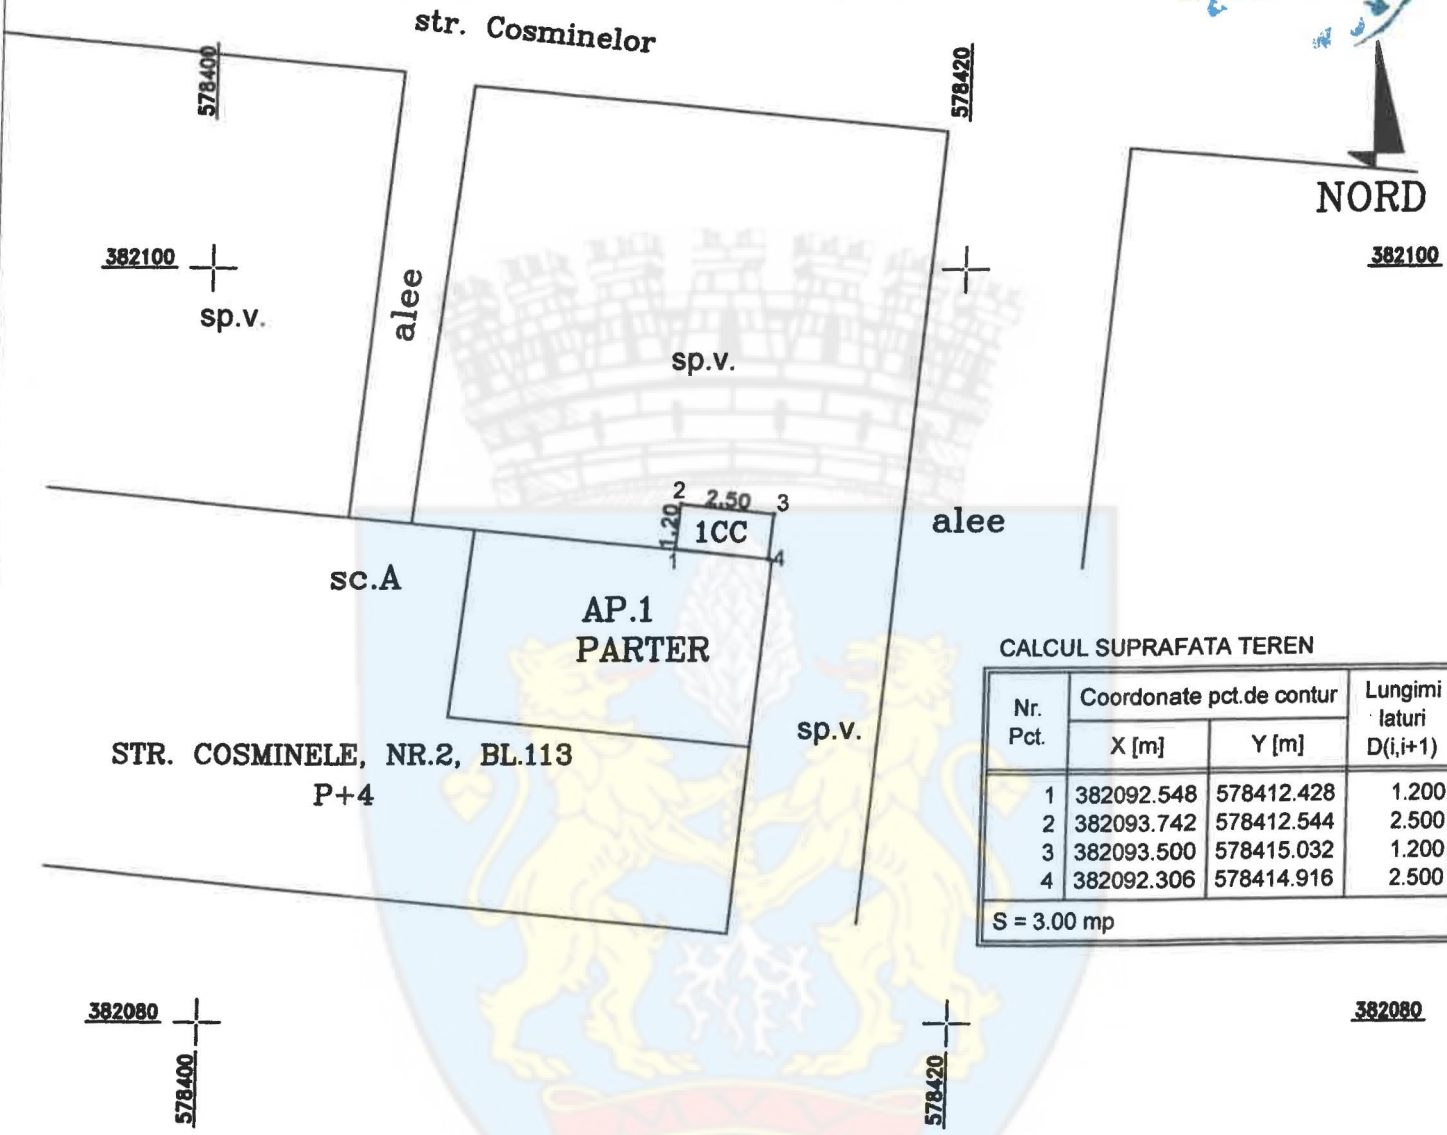 str. Cosminelor
578400
578420
NORD
382100
382100
sp.v.
alee
sp.v.
2
2.50
3
1.20
1CC
1
4
alee
sc.A
AP.1
PARTER
sp.v.
STR. COSMINELE, NR.2, BL.113
P+4
CALCUL SUPRAFATA TEREN
Nr. Pct. Coordonate pct.de contur Lungimi laturi D(i,i+1)
X [m] Y [m]
1 382092.548 578412.428 1.200
2 382093.742 578412.544 2.500
3 382093.500 578415.032 1.200
4 382092.306 578414.916 2.500
S = 3.00 mp
382080
382080
578400
578420